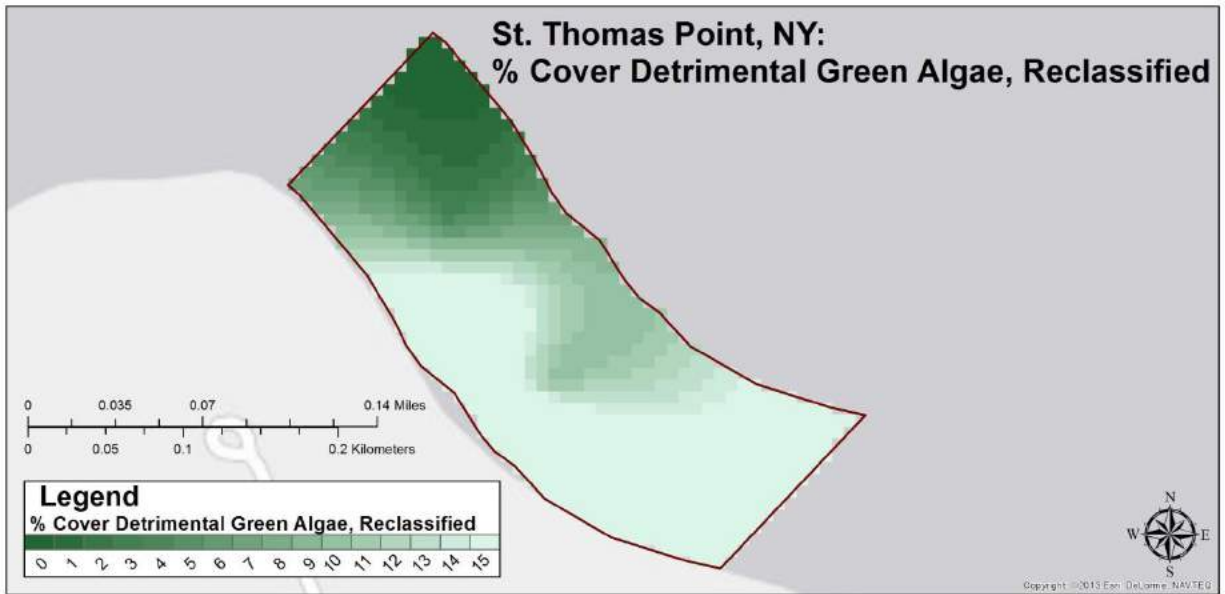 St. Thomas Point, NY:
% Cover Detrimental Green Algae, Reclassified
0 0.035 0.07 0.14 Miles
0 0.05 0.1 0.2 Kilometers
Legend
% Cover Detrimental Green Algae, Reclassified
0 1 2 3 4 5 6 7 8 9 10 11 12 13 14 15
N
W E
S
Copyright: ©2013 Esri, DeLorme, NAVTEQ